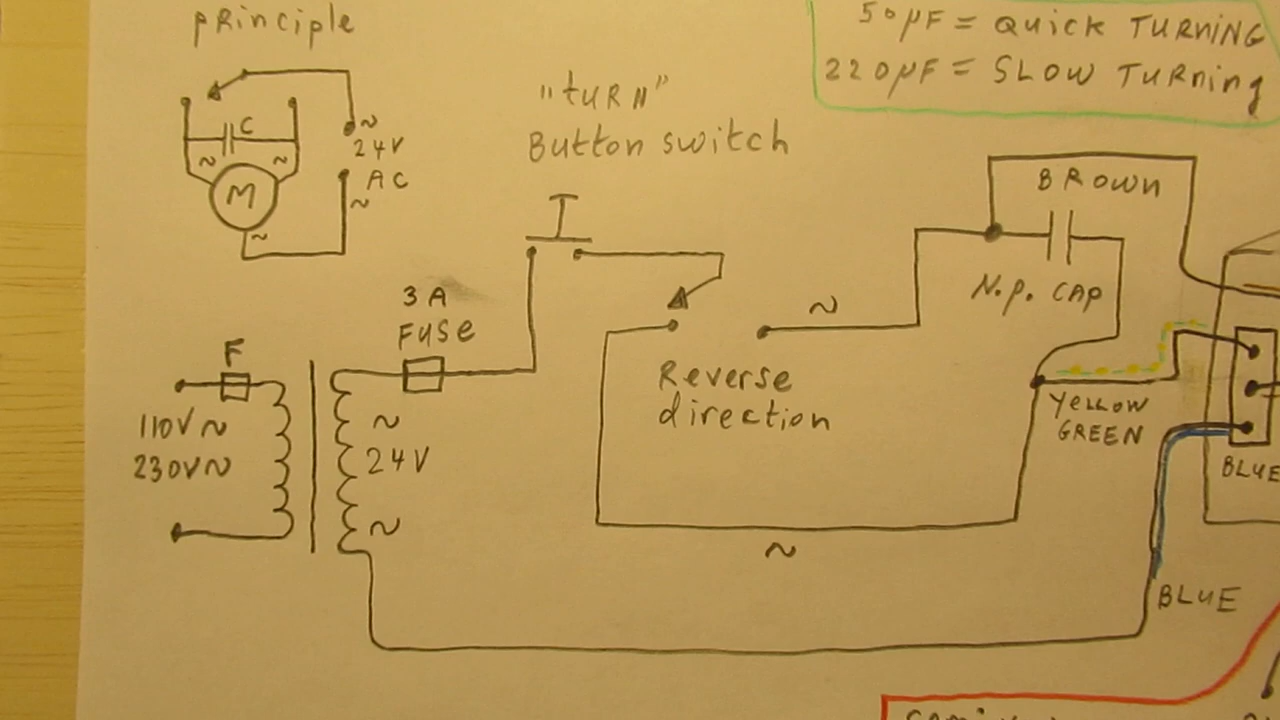 principle
50µF = QUICK TURNING
220µF = SLOW TURning
C
~ ~
M
~
~
24V
AC
~
"tURN"
Button switch
BROWN
N.p. CAP
3A
FUSE
~
F
Reverse
direction
110V~
230V~
~
24V
~
YELLOW
GREEN
BLUE
~
BLUE